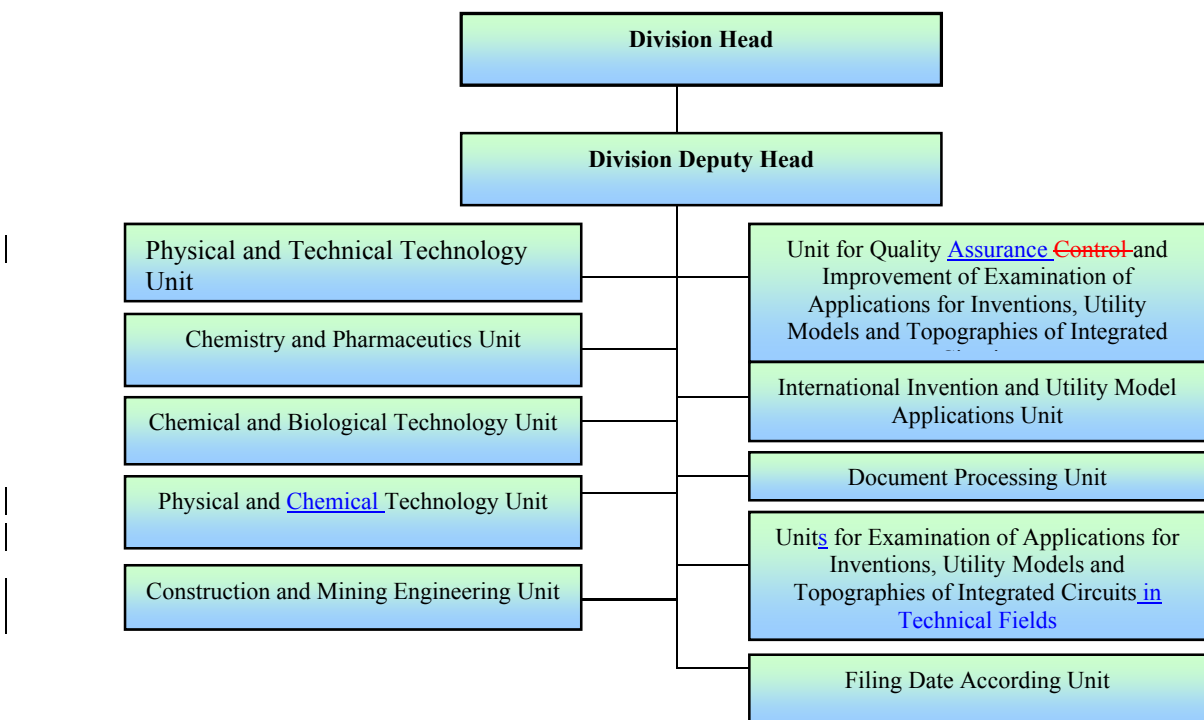 Division Head
Division Deputy Head
Physical and Technical Technology
Unit
Chemistry and Pharmaceutics Unit
Chemical and Biological Technology Unit
Physical and Chemical Technology Unit
Construction and Mining Engineering Unit
Unit for Quality Assurance Control and
Improvement of Examination of
Applications for Inventions, Utility
Models and Topographies of Integrated
International Invention and Utility Model
Applications Unit
Document Processing Unit
Units for Examination of Applications for
Inventions, Utility Models and
Topographies of Integrated Circuits in
Technical Fields
Filing Date According Unit